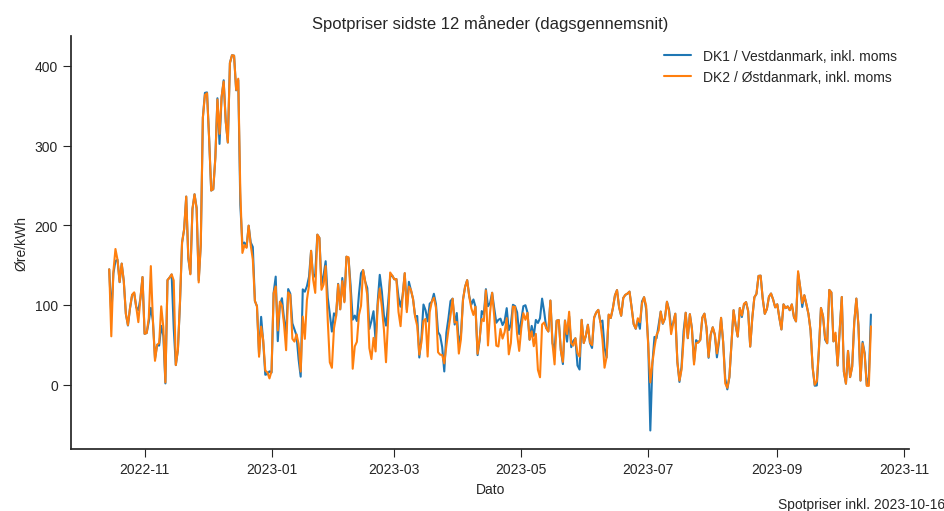 Spotpriser sidste 12 måneder (dagsgennemsnit)
DK1 / Vestdanmark, inkl. moms
DK2 / Østdanmark, inkl. moms
400
300
200
100
0
Øre/kWh
2022-11 2023-01 2023-03 2023-05 2023-07 2023-09 2023-11
Dato
Spotpriser inkl. 2023-10-16